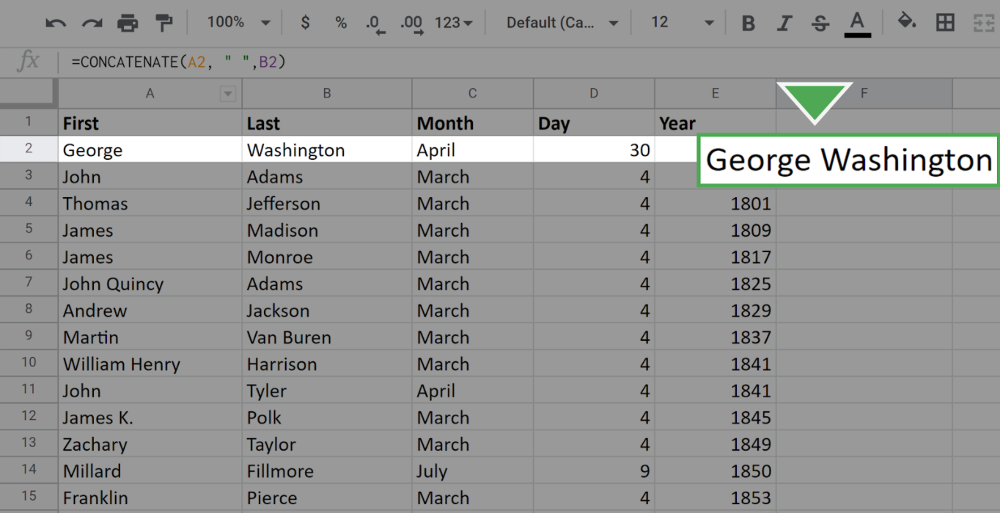 100% $ % .0 .00 123 Default (Ca... 12 B I S A
fx =CONCATENATE(A2, " ",B2)
A B C D E F
1 First Last Month Day Year
2 George Washington April 30 George Washington
3 John Adams March 4
4 Thomas Jefferson March 4 1801
5 James Madison March 4 1809
6 James Monroe March 4 1817
7 John Quincy Adams March 4 1825
8 Andrew Jackson March 4 1829
9 Martin Van Buren March 4 1837
10 William Henry Harrison March 4 1841
11 John Tyler April 4 1841
12 James K. Polk March 4 1845
13 Zachary Taylor March 4 1849
14 Millard Fillmore July 9 1850
15 Franklin Pierce March 4 1853